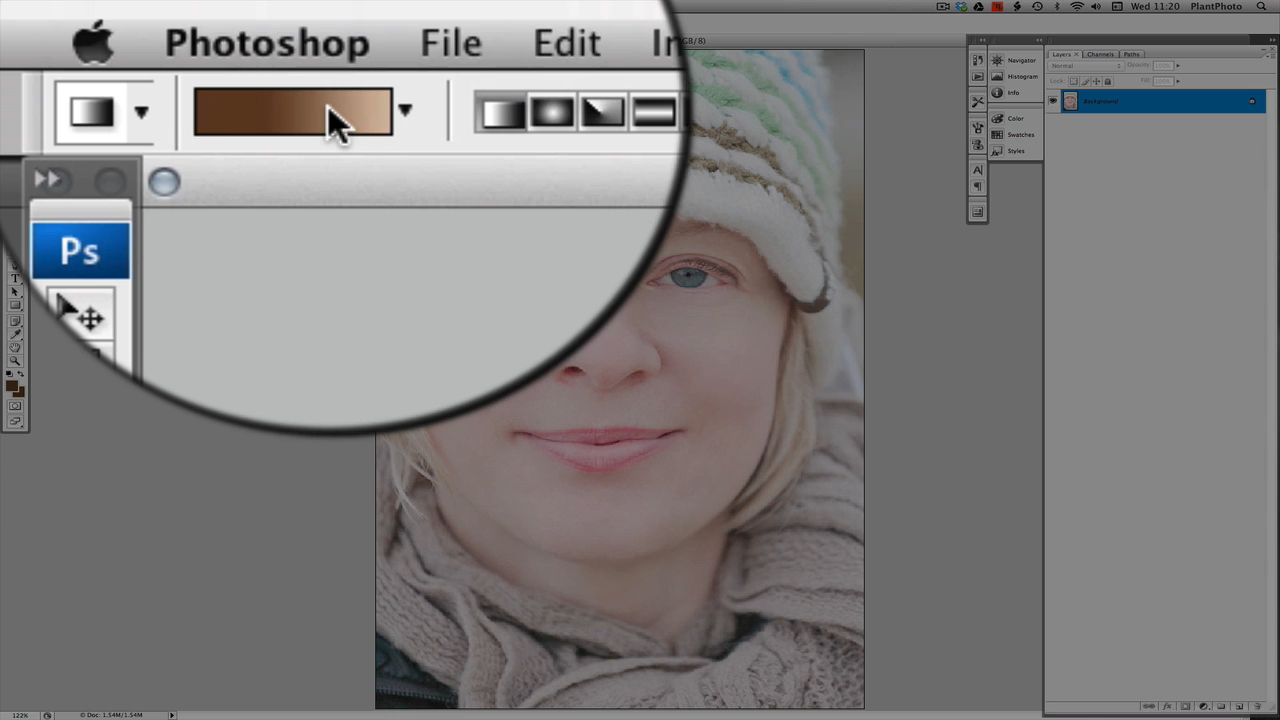 Wed 11:20 PlantPhoto
Photoshop File Edit In
GB/8)
Ps
T
Navigator
Histogram
Info
Color
Swatches
Styles
A
Layers Channels Paths
Normal Opacity:
Lock: Fill:
Background
122% Doc: 1.54M/1.54M